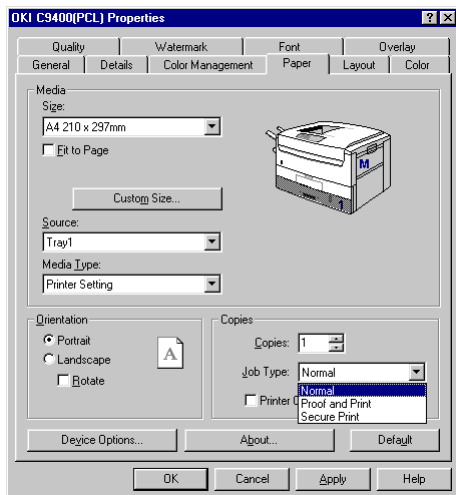 OKI C9400(PCL) Properties
Quality Watermark Font Overlay
General Details Color Management Paper Layout Color
Media
Size:
A4 210 x 297mm
Fit to Page
Custom Size...
Source:
Tray1
Media Type:
Printer Setting
M
1
Orientation
Portrait
Landscape
Rotate
A
Copies
Copies: 1
Job Type: Normal
Normal
Proof and Print
Secure Print
Printer
Device Options... About... Default
OK Cancel Apply Help